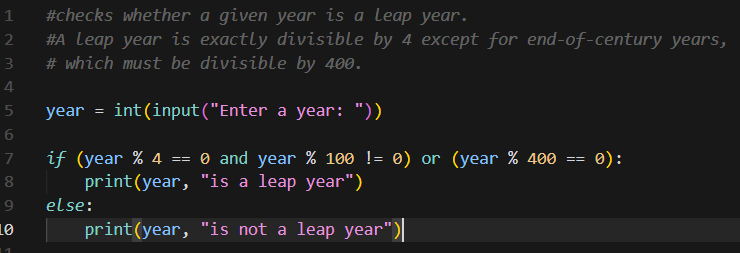 1 #checks whether a given year is a leap year.
2 #A leap year is exactly divisible by 4 except for end-of-century years,
3 # which must be divisible by 400.
4
5 year = int(input("Enter a year: "))
6
7 if (year % 4 == 0 and year % 100 != 0) or (year % 400 == 0):
8     print(year, "is a leap year")
9 else:
10     print(year, "is not a leap year")